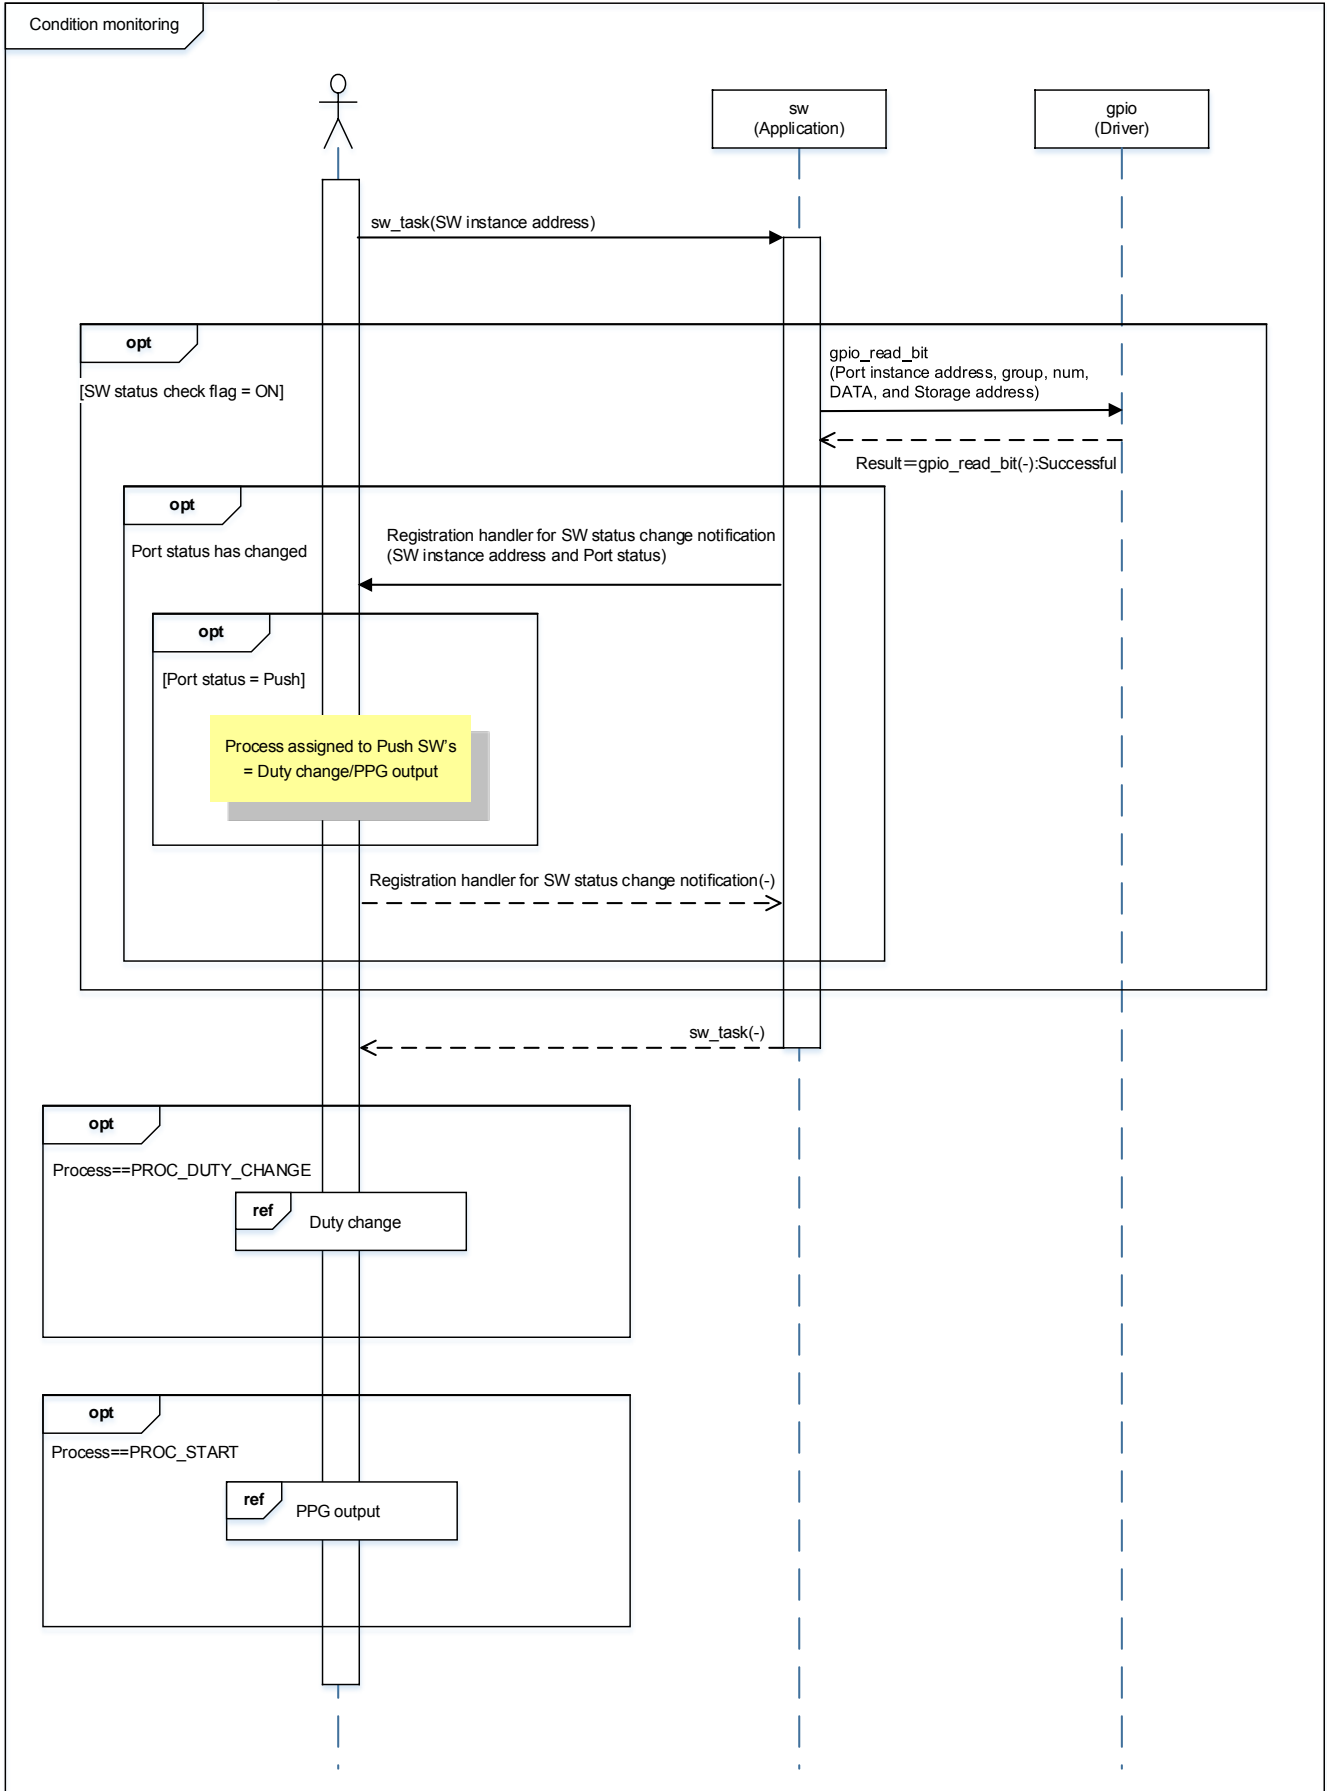 Condition monitoring
sw
(Application)
gpio
(Driver)
sw_task(SW instance address)
opt
[SW status check flag = ON]
gpio_read_bit
(Port instance address, group, num,
DATA, and Storage address)
Result＝gpio_read_bit(-):Successful
opt
Port status has changed
Registration handler for SW status change notification
(SW instance address and Port status)
opt
[Port status = Push]
Process assigned to Push SW's
= Duty change/PPG output
Registration handler for SW status change notification(-)
sw_task(-)
opt
Process==PROC_DUTY_CHANGE
ref
Duty change
opt
Process==PROC_START
ref
PPG output